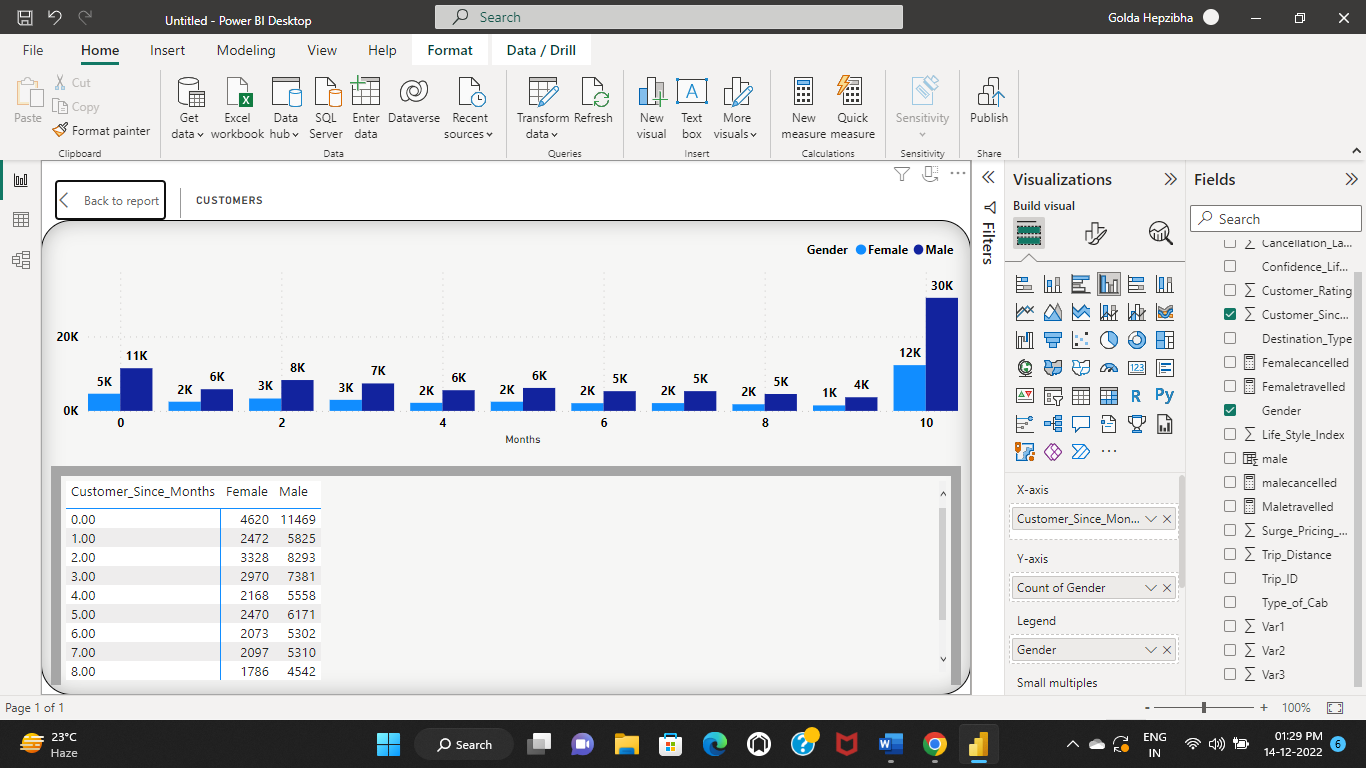 Untitled - Power BI Desktop
Search
Golda Hepzibha
File Home Insert Modeling View Help Format Data / Drill
Paste
Cut
Copy
Format painter
Clipboard
Get data
Excel workbook
Data hub
SQL Server
Enter data
Dataverse
Recent sources
Data
Transform data
Refresh
Queries
New visual
Text box
More visuals
Insert
New measure
Quick measure
Calculations
Sensitivity
Sensitivity
Publish
Share
Back to report
CUSTOMERS
Gender Female Male
20K
0K
5K 11K 2K 6K 3K 8K 3K 7K 2K 6K 2K 6K 2K 5K 2K 5K 2K 5K 1K 4K 12K 30K
0 2 4 6 8 10
Months
Customer_Since_Months Female Male
0.00 4620 11469
1.00 2472 5825
2.00 3328 8293
3.00 2970 7381
4.00 2168 5558
5.00 2470 6171
6.00 2073 5302
7.00 2097 5310
8.00 1786 4542
Filters
Visualizations
Build visual
123
R Py
X-axis
Customer_Since_Mon...
Y-axis
Count of Gender
Legend
Gender
Small multiples
Fields
Search
Cancellation_La...
Confidence_Lif...
Customer_Rating
Customer_Sinc...
Destination_Type
Femalecancelled
Femaletravelled
Gender
Life_Style_Index
male
malecancelled
Maletravelled
Surge_Pricing_...
Trip_Distance
Trip_ID
Type_of_Cab
Var1
Var2
Var3
Page 1 of 1
- + 100%
23°C
Haze
Search
ENG
IN
01:29 PM
14-12-2022
6